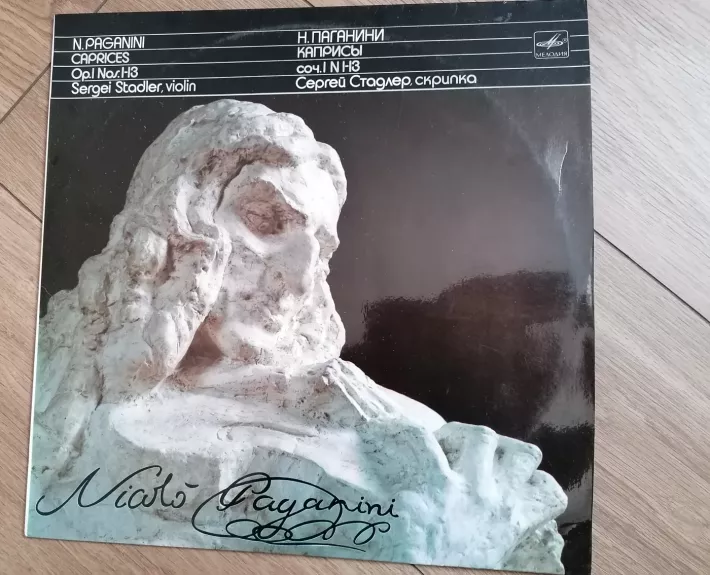 N. PAGANINI
CAPRICES
Op.1 Nos.1-13
Sergei Stadler, violin
Н. ПАГАНИНИ
КАПРИСЫ
соч.1 N 1-13
Сергей Стадлер, скрипка
МЕЛОДИЯ
Nicolò Paganini